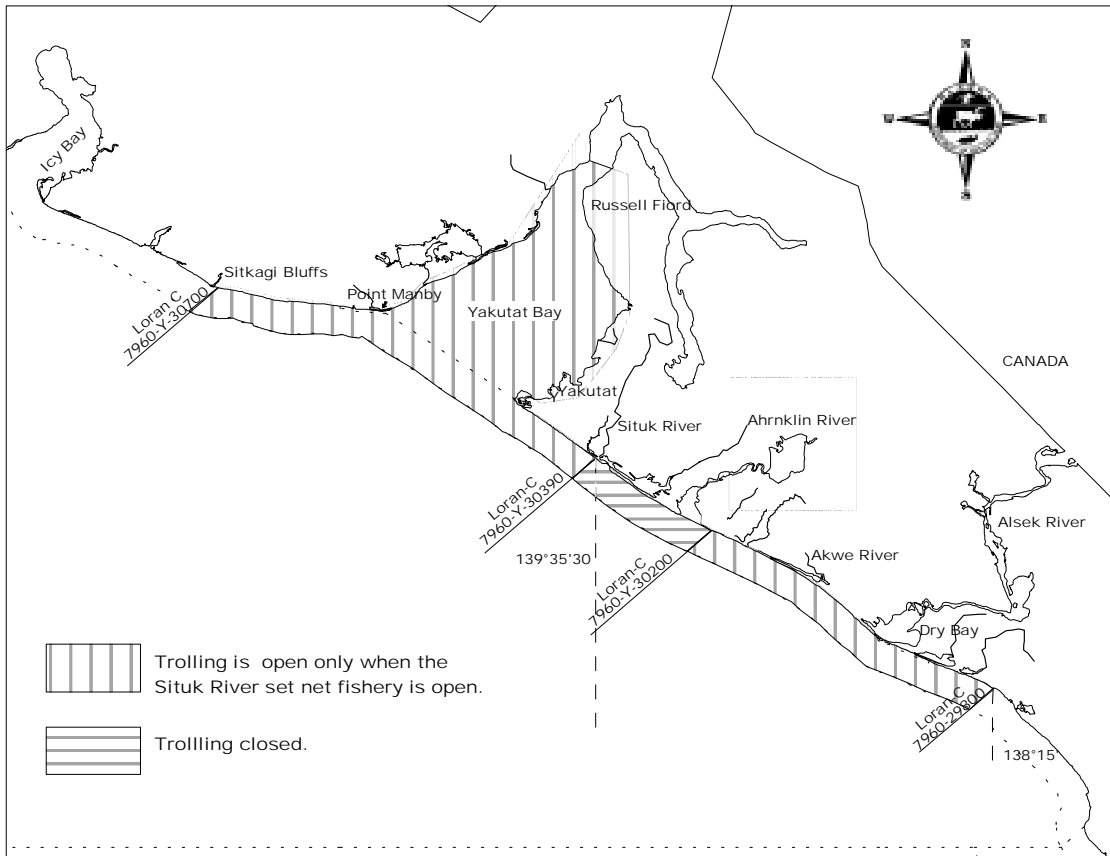 Icy Bay
Russell Fiord
Sitkagi Bluffs
Point Manby
Loran C
7960-Y-30700
Yakutat Bay
CANADA
Yakutat
Situk River
Ahrnklin River
Loran-C
7960-Y-30390
Alsek River
139°35'30
Akwe River
Loran-C
7960-Y-30200
Dry Bay
Trolling is open only when the
Situk River set net fishery is open.
Loran-C
7960-29800
Trollling closed.
138°15'